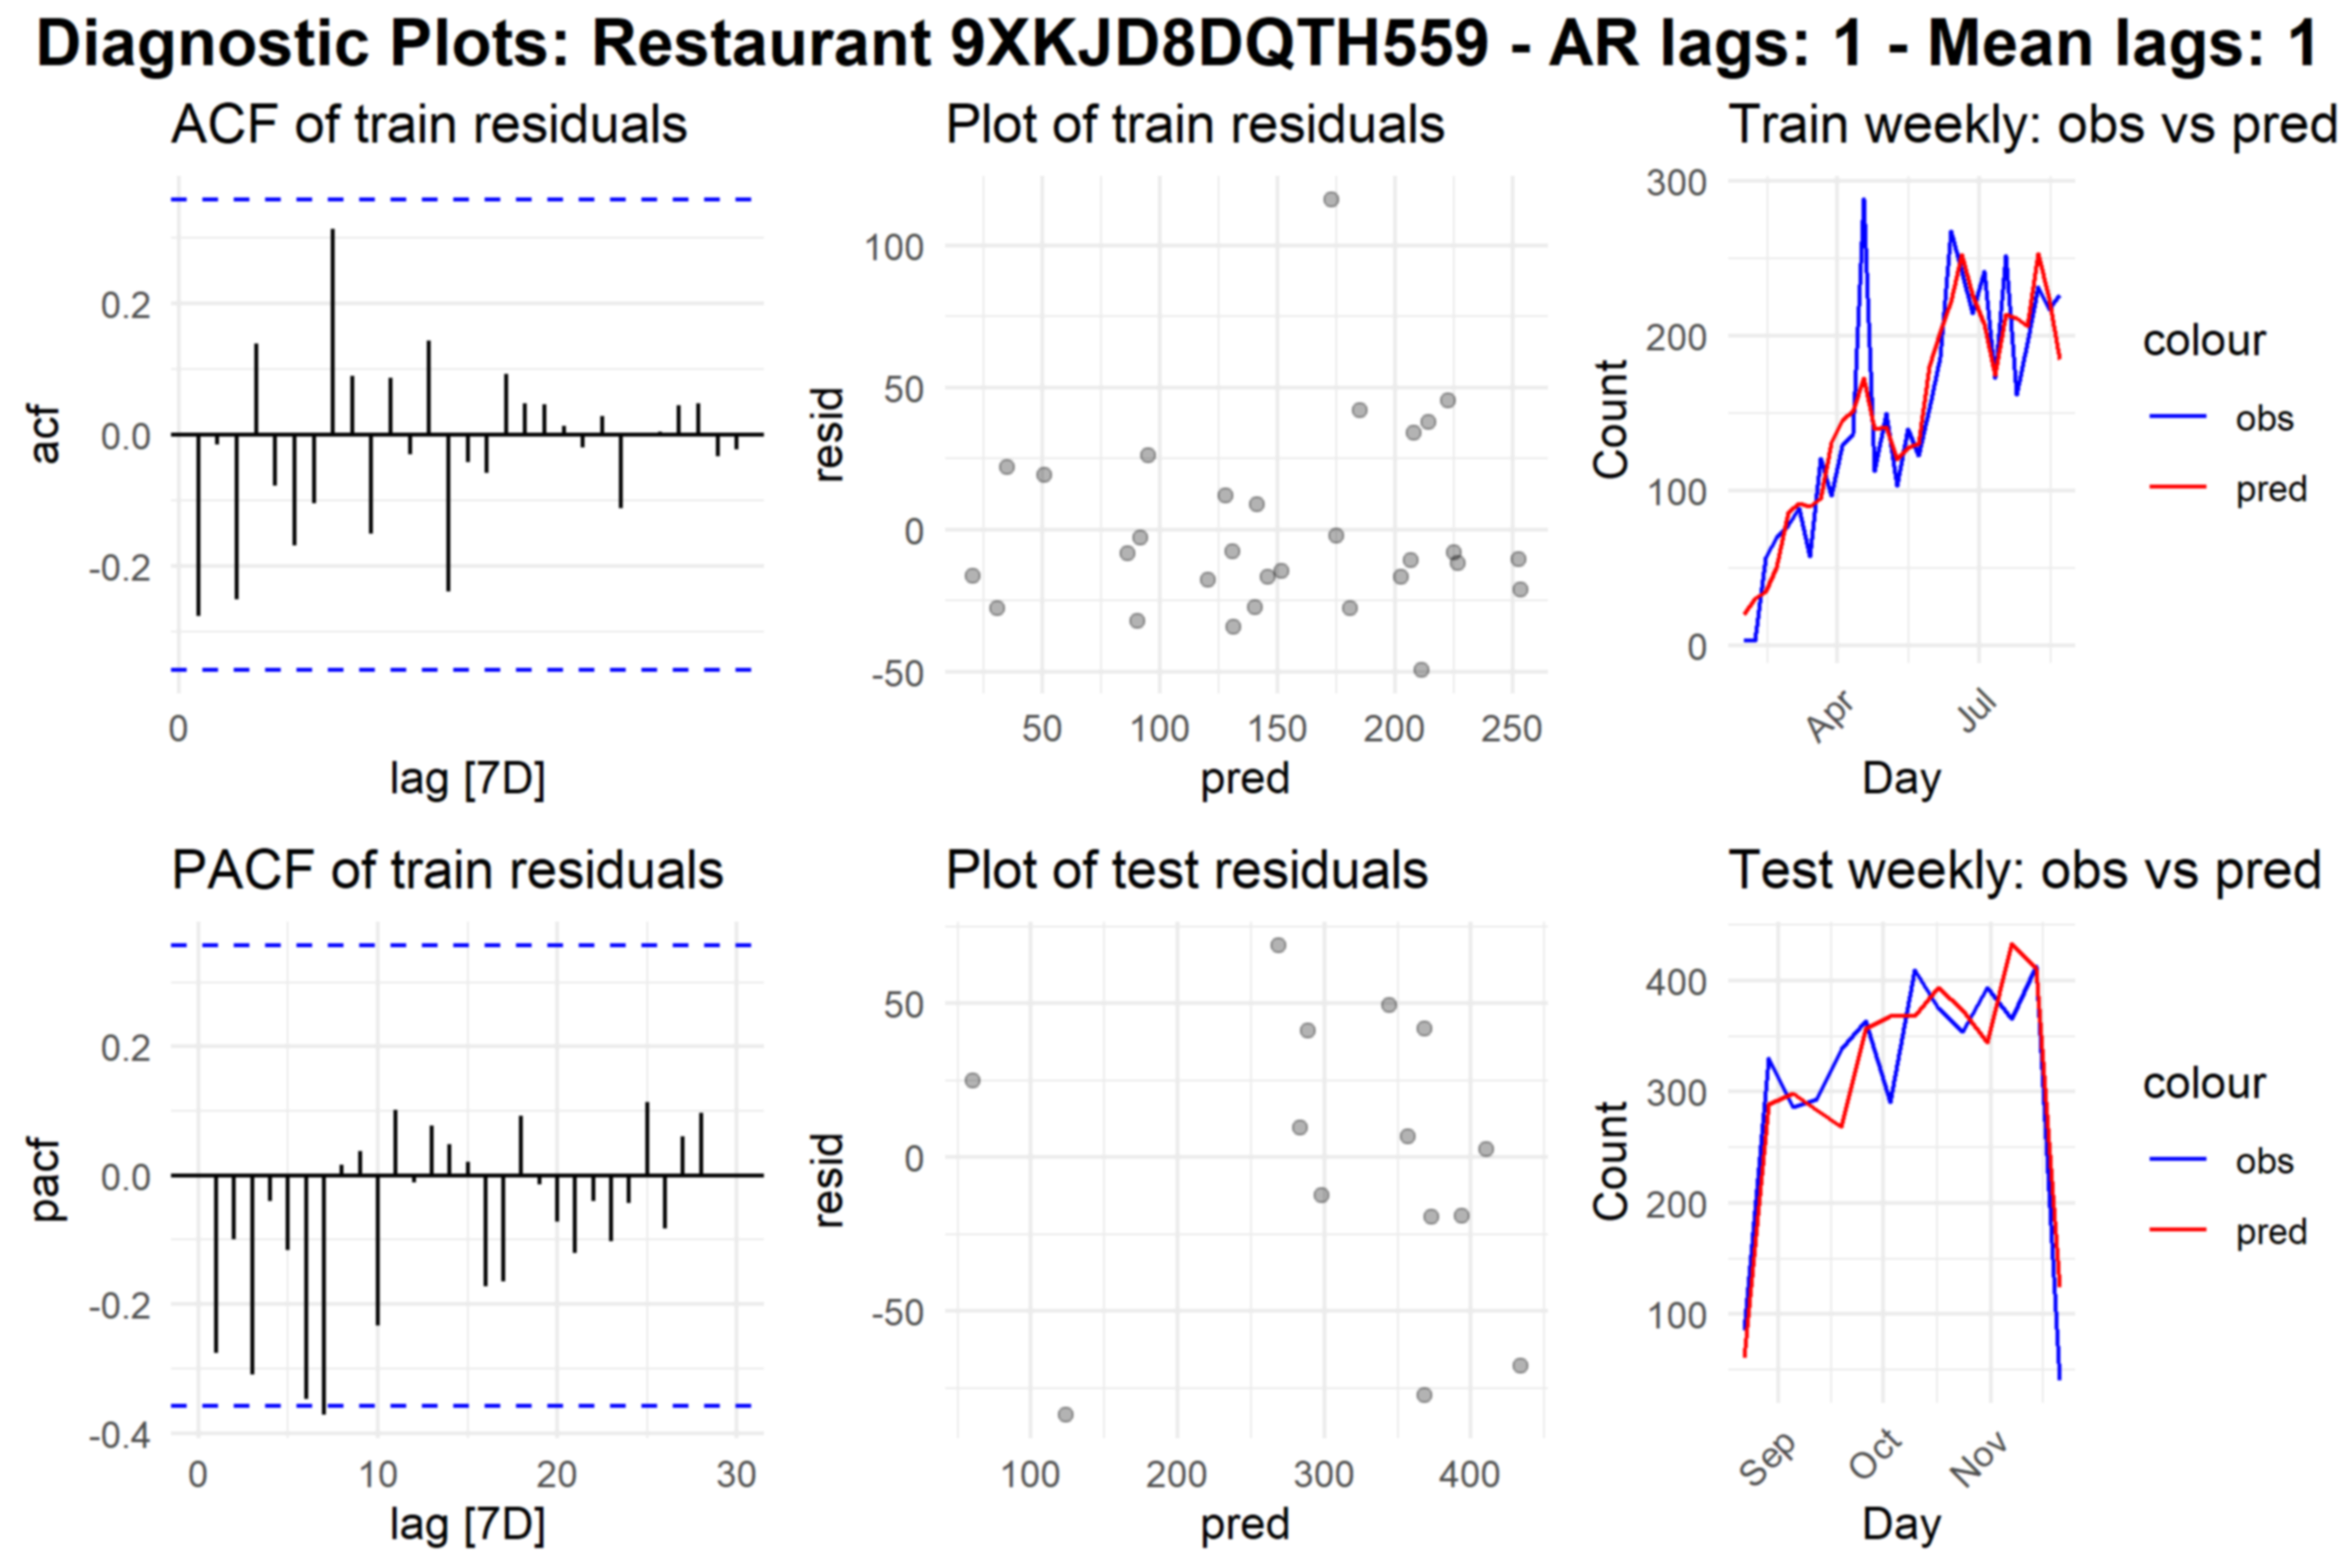 Diagnostic Plots: Restaurant 9XKJD8DQTH559 - AR lags: 1 - Mean lags: 1
ACF of train residuals
0.2
0.0
-0.2
acf
0
lag [7D]
Plot of train residuals
100
50
0
-50
resid
50 100 150 200 250
pred
Train weekly: obs vs pred
300
200
100
0
Count
Apr Jul
Day
colour
obs
pred
PACF of train residuals
0.2
0.0
-0.2
-0.4
pacf
0 10 20 30
lag [7D]
Plot of test residuals
50
0
-50
resid
100 200 300 400
pred
Test weekly: obs vs pred
400
300
200
100
Count
Sep Oct Nov
Day
colour
obs
pred